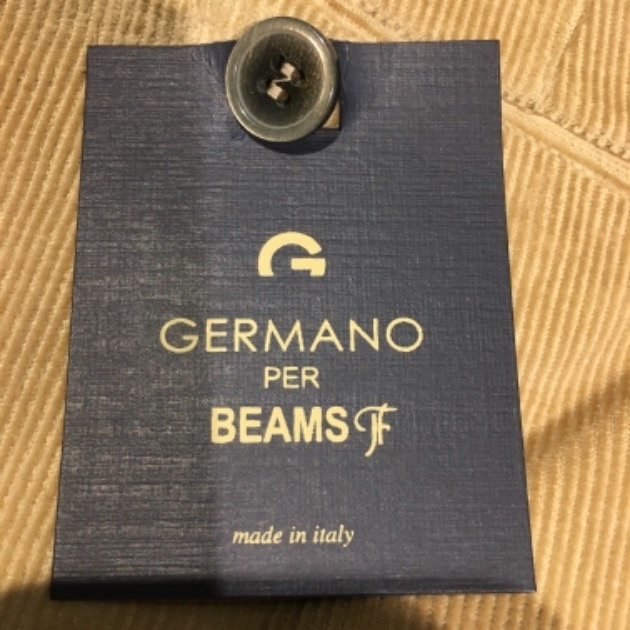 G
GERMANO
PER
BEAMS F
made in italy